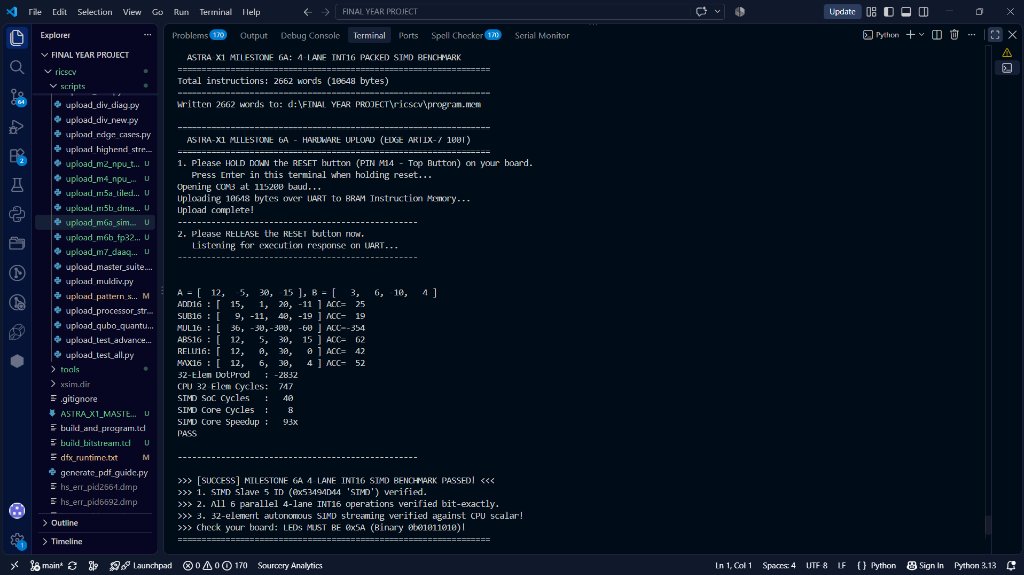 File Edit Selection View Go Run Terminal Help
FINAL YEAR PROJECT
Update
Explorer
Problems 170 Output Debug Console Terminal Ports Spell Checker 170 Serial Monitor
Python
FINAL YEAR PROJECT
ricscv
scripts
upload_div_diag.py
upload_div_new.py
upload_edge_cases.py
upload_highend_stre...
upload_m2_npu_t... U
upload_m4_npu_... U
upload_m5a_tiled... U
upload_m5b_dma... U
upload_m6a_sim... U
upload_m6b_fp32... U
upload_m7_daaq... U
upload_master_suite....
upload_muldiv.py
upload_pattern_s... M
upload_processor_str...
upload_qubo_quantu...
upload_test_advance...
upload_test_all.py
tools
xsim.dir
.gitignore
ASTRA_X1_MASTE... U
build_and_program.tcl
build_bitstream.tcl U
dfx_runtime.txt M
generate_pdf_guide.py
hs_err_pid2664.dmp
hs_err_pid6692.dmp
Outline
Timeline
64
2
1
ASTRA-X1 MILESTONE 6A: 4-LANE INT16 PACKED SIMD BENCHMARK
==================================================
Total instructions: 2662 words (10648 bytes)
==================================================
Written 2662 words to: d:\FINAL YEAR PROJECT\ricscv\program.mem
==================================================
ASTRA-X1 MILESTONE 6A - HARDWARE UPLOAD (EDGE ARTIX-7 100T)
==================================================
1. Please HOLD DOWN the RESET button (PIN M14 - Top Button) on your board.
Press Enter in this terminal when holding reset...
Opening COM3 at 115200 baud...
Uploading 10648 bytes over UART to BRAM Instruction Memory...
Upload complete!
--------------------------------------------------
2. Please RELEASE the RESET button now.
Listening for execution response on UART...
--------------------------------------------------
A = [ 12, -5, 30, -15 ], B = [ 3, 6, -10, 4 ]
ADD16 : [ 15, 1, 20, -11 ] ACC= 25
SUB16 : [ 9, -11, 40, -19 ] ACC= 19
MUL16 : [ 36, -30,-300, -60 ] ACC=-354
ABS16 : [ 12, 5, 30, 15 ] ACC= 62
RELU16: [ 12, 0, 30, 0 ] ACC= 42
MAX16 : [ 12, 6, 30, 4 ] ACC= 52
32-Elem DotProd : -2832
CPU 32 Elem Cycles: 747
SIMD SoC Cycles : 40
SIMD Core Cycles : 8
SIMD Core Speedup : 93x
PASS
--------------------------------------------------
>>> [SUCCESS] MILESTONE 6A 4-LANE INT16 SIMD BENCHMARK PASSED! <<<
>>> 1. SIMD Slave 5 ID (0x53494D44 'SIMD') verified.
>>> 2. All 6 parallel 4-lane INT16 operations verified bit-exactly.
>>> 3. 32-element autonomous SIMD streaming verified against CPU scalar!
>>> Check your board: LEDs MUST BE 0x5A (Binary 0b01011010)!
==================================================
main* Launchpad 0 0 170 Sourcery Analytics
Ln 1, Col 1 Spaces: 4 UTF-8 LF {} Python Sign In Python 3.13